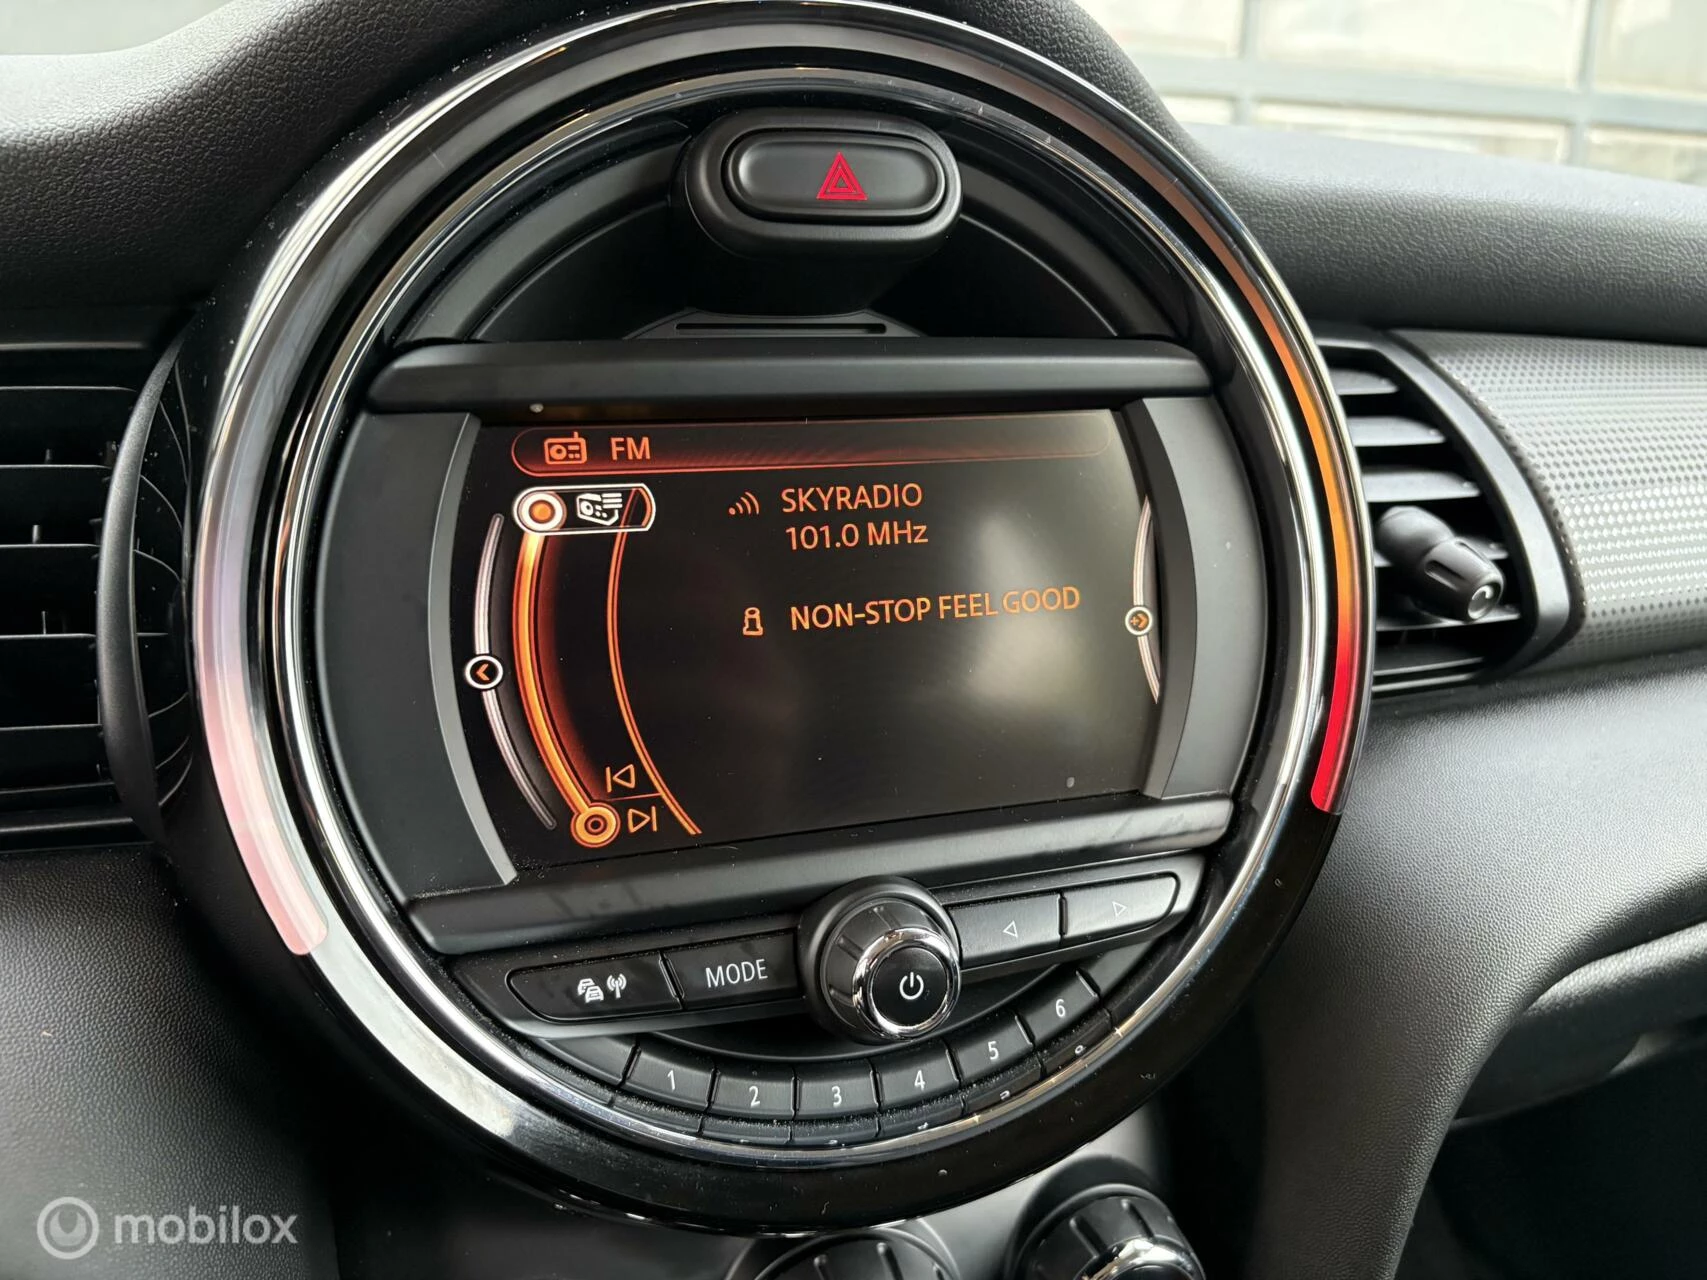 FM
SKYRADIO
101.0 MHz
NON-STOP FEEL GOOD
MODE
1 2 3 4 5 6
mobilox